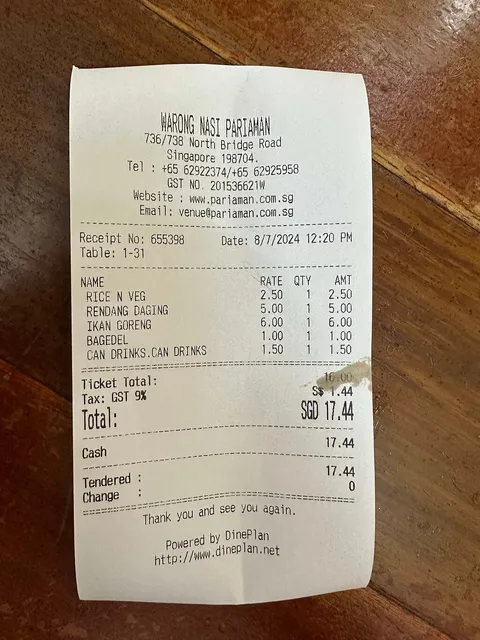 WARONG NASI PARIAMAN
736/738 North Bridge Road
Singapore 198704.
Tel : +65 62922374/+65 62925958
GST NO. 201536621W
Website : www.pariaman.com.sg
Email: venue@pariaman.com.sg
Receipt No: 655398 Date: 8/7/2024 12:20 PM
Table: 1-31
NAME RATE QTY AMT
RICE N VEG 2.50 1 2.50
RENDANG DAGING 5.00 1 5.00
IKAN GORENG 6.00 1 6.00
BAGEDEL 1.00 1 1.00
CAN DRINKS.CAN DRINKS 1.50 1 1.50
Ticket Total: 16.00
Tax: GST 9% S$ 1.44
Total: SGD 17.44
Cash 17.44
Tendered : 17.44
Change : 0
Thank you and see you again.
Powered by DinePlan
http://www.dineplan.net